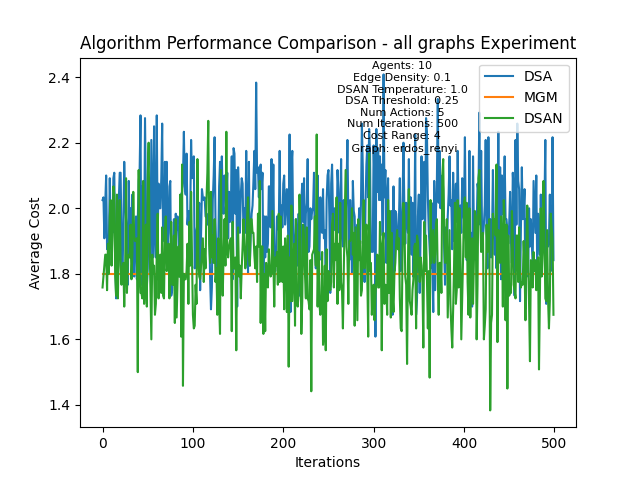 Algorithm Performance Comparison - all graphs Experiment
Agents: 10
Edge Density: 0.1
DSAN Temperature: 1.0
DSA Threshold: 0.25
Num Actions: 5
Num Iterations: 500
Cost Range: 4
Graph: erdos_renyi
DSA
MGM
DSAN
Average Cost
2.4
2.2
2.0
1.8
1.6
1.4
0
100
200
300
400
500
Iterations